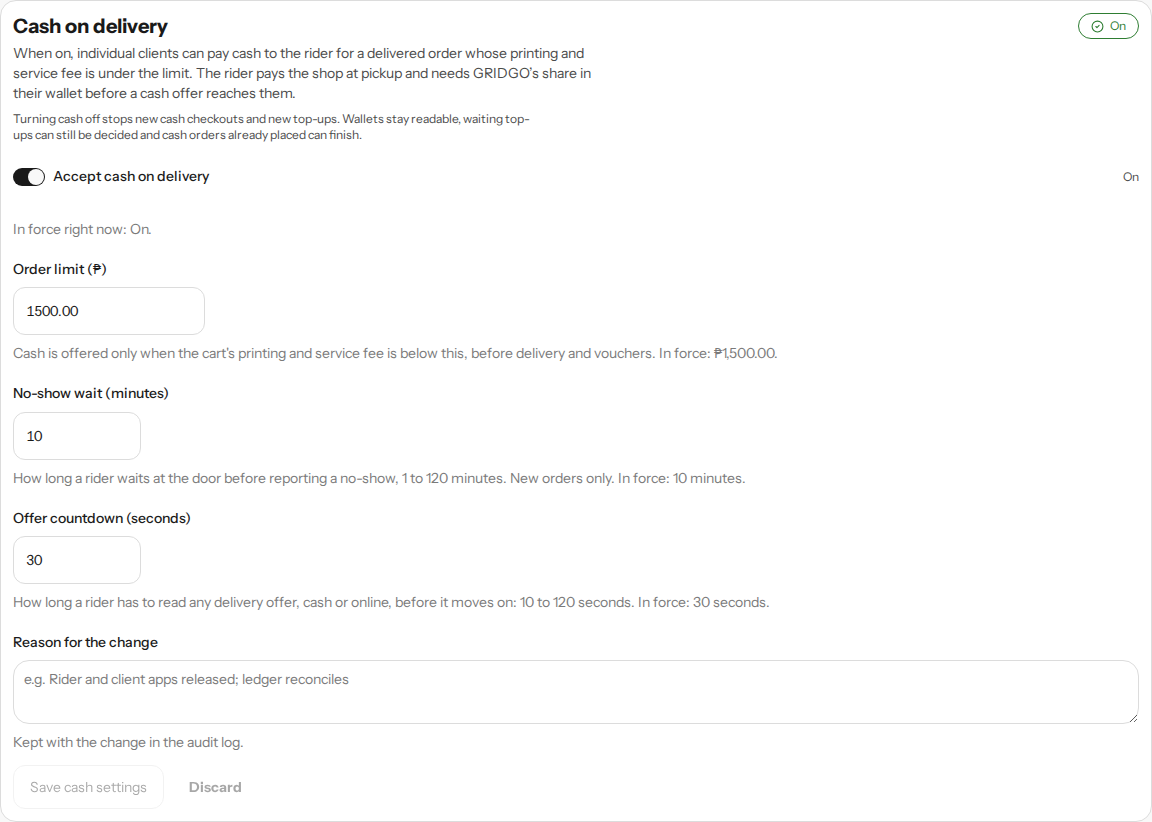 Cash on delivery
On
When on, individual clients can pay cash to the rider for a delivered order whose printing and
service fee is under the limit. The rider pays the shop at pickup and needs GRIDGO's share in
their wallet before a cash offer reaches them.
Turning cash off stops new cash checkouts and new top-ups. Wallets stay readable, waiting top-
ups can still be decided and cash orders already placed can finish.
Accept cash on delivery
On
In force right now: On.
Order limit (₱)
1500.00
Cash is offered only when the cart's printing and service fee is below this, before delivery and vouchers. In force: ₱1,500.00.
No-show wait (minutes)
10
How long a rider waits at the door before reporting a no-show, 1 to 120 minutes. New orders only. In force: 10 minutes.
Offer countdown (seconds)
30
How long a rider has to read any delivery offer, cash or online, before it moves on: 10 to 120 seconds. In force: 30 seconds.
Reason for the change
e.g. Rider and client apps released; ledger reconciles
Kept with the change in the audit log.
Save cash settings
Discard